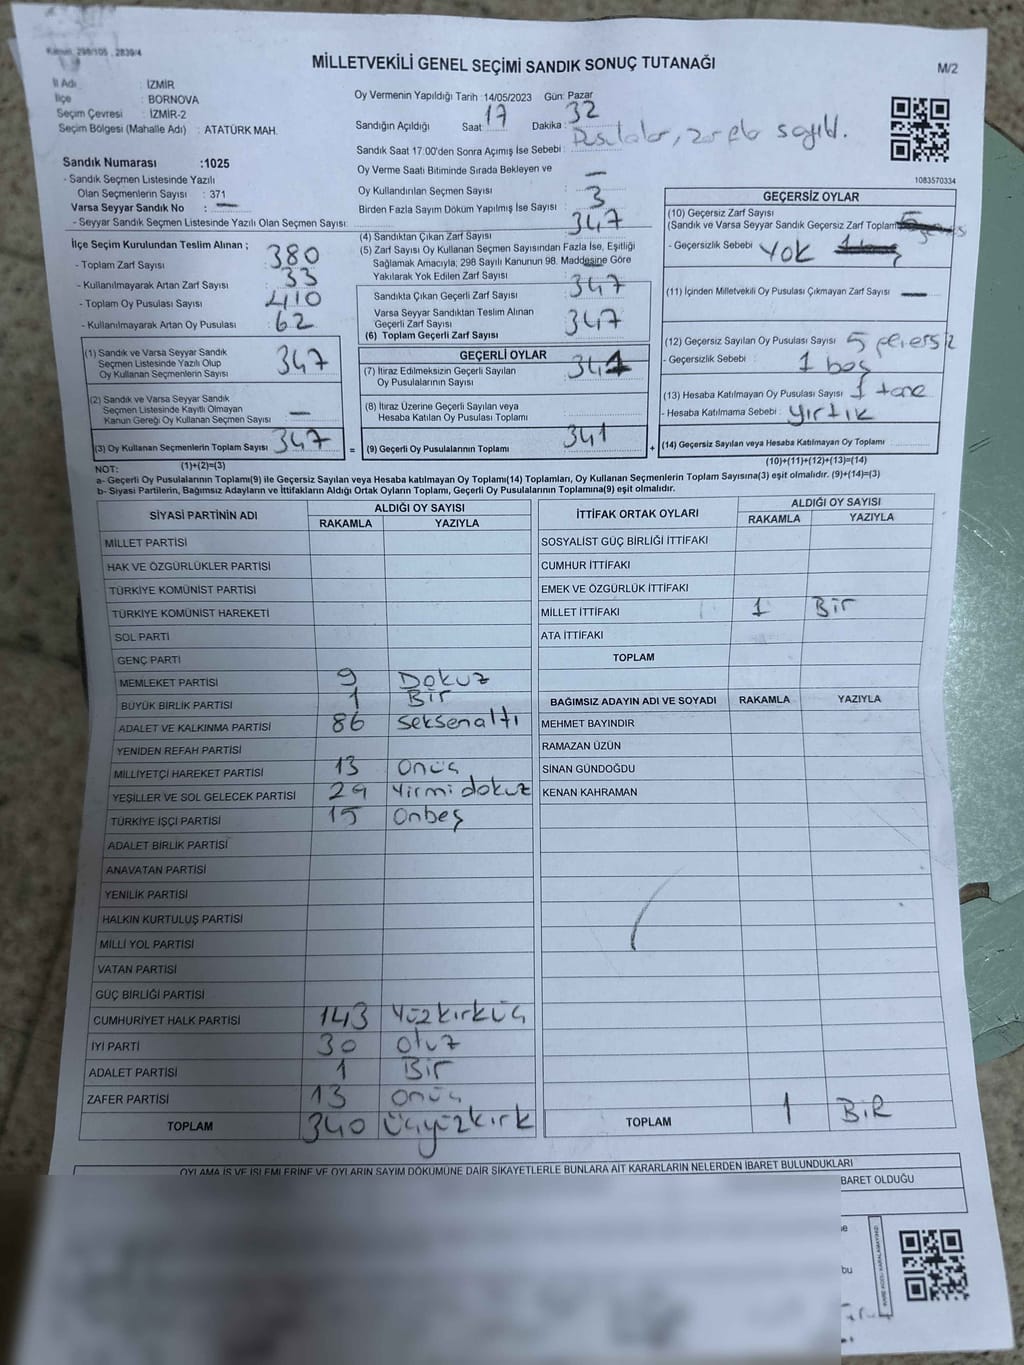 Kanun, 298/105 , 2839/4
MİLLETVEKİLİ GENEL SEÇİMİ SANDIK SONUÇ TUTANAĞI
M/2
İl Adı : İZMİR
İlçe : BORNOVA
Seçim Çevresi : İZMİR-2
Seçim Bölgesi (Mahalle Adı) : ATATÜRK MAH.
Oy Vermenin Yapıldığı Tarih :14/05/2023 Gün: Pazar
Sandığın Açıldığı Saat 17 Dakika : 32
Sandık Saat 17.00'den Sonra Açımış İse Sebebi : Pusulalar, zarflar sayıldı.
Oy Verme Saati Bitiminde Sırada Bekleyen ve
Oy Kullandırılan Seçmen Sayısı : —
Birden Fazla Sayım Döküm Yapılmış İse Sayısı : 3
1083570334
Sandık Numarası :1025
- Sandık Seçmen Listesinde Yazılı
Olan Seçmenlerin Sayısı : 371
Varsa Seyyar Sandık No : —
- Seyyar Sandık Seçmen Listesinde Yazılı Olan Seçmen Sayısı:
İlçe Seçim Kurulundan Teslim Alınan ;
- Toplam Zarf Sayısı : 380
- Kullanılmayarak Artan Zarf Sayısı : 33
- Toplam Oy Pusulası Sayısı : 410
- Kullanılmayarak Artan Oy Pusulası : 62
(1) Sandık ve Varsa Seyyar Sandık
Seçmen Listesinde Yazılı Olup
Oy Kullanan Seçmenlerin Sayısı : 347
(2) Sandık ve Varsa Seyyar Sandık
Seçmen Listesinde Kayıtlı Olmayan
Kanun Gereği Oy Kullanan Seçmen Sayısı : —
(3) Oy Kullanan Seçmenlerin Toplam Sayısı : 347
(1)+(2)=(3)
(4) Sandıktan Çıkan Zarf Sayısı : 347
(5) Zarf Sayısı Oy Kullanan Seçmen Sayısından Fazla İse, Eşitliği
Sağlamak Amacıyla; 298 Sayılı Kanunun 98. Maddesine Göre
Yakılarak Yok Edilen Zarf Sayısı : —
Sandıkta Çıkan Geçerli Zarf Sayısı : 347
Varsa Seyyar Sandıktan Teslim Alınan
Geçerli Zarf Sayısı
(6) Toplam Geçerli Zarf Sayısı : 347
GEÇERLİ OYLAR
(7) İtiraz Edilmeksizin Geçerli Sayılan
Oy Pusulalarının Sayısı : 341
(8) İtiraz Üzerine Geçerli Sayılan veya
Hesaba Katılan Oy Pusulası Toplamı
= (9) Geçerli Oy Pusulalarının Toplamı : 341 +
GEÇERSİZ OYLAR
(10) Geçersiz Zarf Sayısı
(Sandık ve Varsa Seyyar Sandık Geçersiz Zarf Toplamı
- Geçersizlik Sebebi : YOK
(11) İçinden Milletvekili Oy Pusulası Çıkmayan Zarf Sayısı : —
(12) Geçersiz Sayılan Oy Pusulası Sayısı : 5 geçersiz
- Geçersizlik Sebebi : 1 boş
(13) Hesaba Katılmayan Oy Pusulası Sayısı : 1 tane
- Hesaba Katılmama Sebebi : yırtık
(14) Geçersiz Sayılan veya Hesaba Katılmayan Oy Toplamı
(10)+(11)+(12)+(13)=(14)
NOT:
a- Geçerli Oy Pusulalarının Toplamı(9) ile Geçersiz Sayılan veya Hesaba katılmayan Oy Toplamı(14) Toplamları, Oy Kullanan Seçmenlerin Toplam Sayısına(3) eşit olmalıdır. (9)+(14)=(3)
b- Siyasi Partilerin, Bağımsız Adayların ve İttifakların Aldığı Ortak Oyların Toplamı, Geçerli Oy Pusulalarının Toplamına(9) eşit olmalıdır.
SİYASİ PARTİNİN ADI ALDIĞI OY SAYISI
RAKAMLA YAZIYLA
MİLLET PARTİSİ
HAK VE ÖZGÜRLÜKLER PARTİSİ
TÜRKİYE KOMÜNİST PARTİSİ
TÜRKİYE KOMÜNİST HAREKETİ
SOL PARTİ
GENÇ PARTİ
MEMLEKET PARTİSİ 9 Dokuz
BÜYÜK BİRLİK PARTİSİ 1 Bir
ADALET VE KALKINMA PARTİSİ 86 seksenaltı
YENİDEN REFAH PARTİSİ
MİLLİYETÇİ HAREKET PARTİSİ 13 Onüç
YEŞİLLER VE SOL GELECEK PARTİSİ 29 Yirmidokuz
TÜRKİYE İŞÇİ PARTİSİ 15 Onbeş
ADALET BİRLİK PARTİSİ
ANAVATAN PARTİSİ
YENİLİK PARTİSİ
HALKIN KURTULUŞ PARTİSİ
MİLLİ YOL PARTİSİ
VATAN PARTİSİ
GÜÇ BİRLİĞİ PARTİSİ
CUMHURİYET HALK PARTİSİ 143 Yüzkırküç
İYİ PARTİ 30 otuz
ADALET PARTİSİ 1 Bir
ZAFER PARTİSİ 13 Onüç
TOPLAM 340 Üçyüzkırk
İTTİFAK ORTAK OYLARI ALDIĞI OY SAYISI
RAKAMLA YAZIYLA
SOSYALİST GÜÇ BİRLİĞİ İTTİFAKI
CUMHUR İTTİFAKI
EMEK VE ÖZGÜRLÜK İTTİFAKI
MİLLET İTTİFAKI 1 Bir
ATA İTTİFAKI
TOPLAM
BAĞIMSIZ ADAYIN ADI VE SOYADI RAKAMLA YAZIYLA
MEHMET BAYINDIR
RAMAZAN ÜZÜN
SİNAN GÜNDOĞDU
KENAN KAHRAMAN
TOPLAM 1 BİR
OYLAMA İŞ VE İŞLEMLERİNE VE OYLARIN SAYIM DÖKÜMÜNE DAİR ŞİKAYETLERLE BUNLARA AİT KARARLARIN NELERDEN İBARET BULUNDUKLARI
BARET OLDUĞU
bu